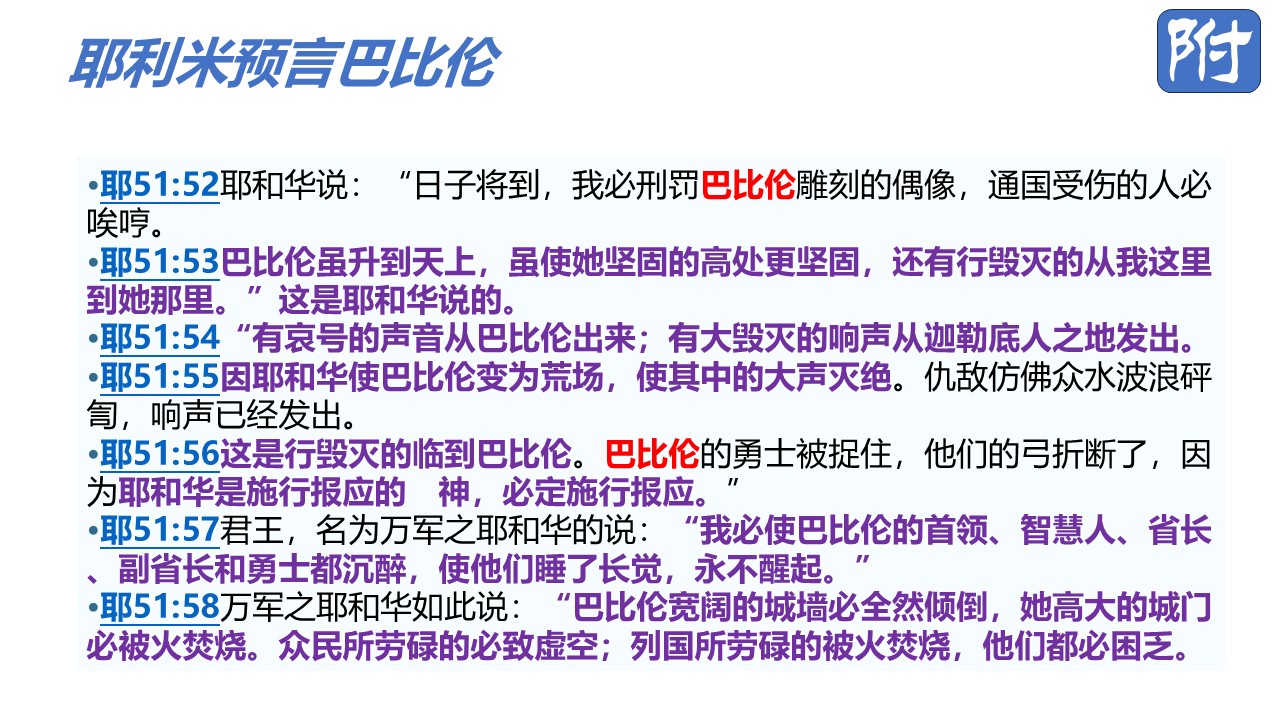 耶利米预言巴比伦
附
•耶51:52耶和华说：“日子将到，我必刑罚巴比伦雕刻的偶像，通国受伤的人必
唉哼。
•耶51:53巴比伦虽升到天上，虽使她坚固的高处更坚固，还有行毁灭的从我这里
到她那里。”这是耶和华说的。
•耶51:54“有哀号的声音从巴比伦出来；有大毁灭的响声从迦勒底人之地发出。
•耶51:55因耶和华使巴比伦变为荒场，使其中的大声灭绝。仇敌仿佛众水波浪砰
訇，响声已经发出。
•耶51:56这是行毁灭的临到巴比伦。巴比伦的勇士被捉住，他们的弓折断了，因
为耶和华是施行报应的　神，必定施行报应。”
•耶51:57君王，名为万军之耶和华的说：“我必使巴比伦的首领、智慧人、省长
、副省长和勇士都沉醉，使他们睡了长觉，永不醒起。”
•耶51:58万军之耶和华如此说：“巴比伦宽阔的城墙必全然倾倒，她高大的城门
必被火焚烧。众民所劳碌的必致虚空；列国所劳碌的被火焚烧，他们都必困乏。